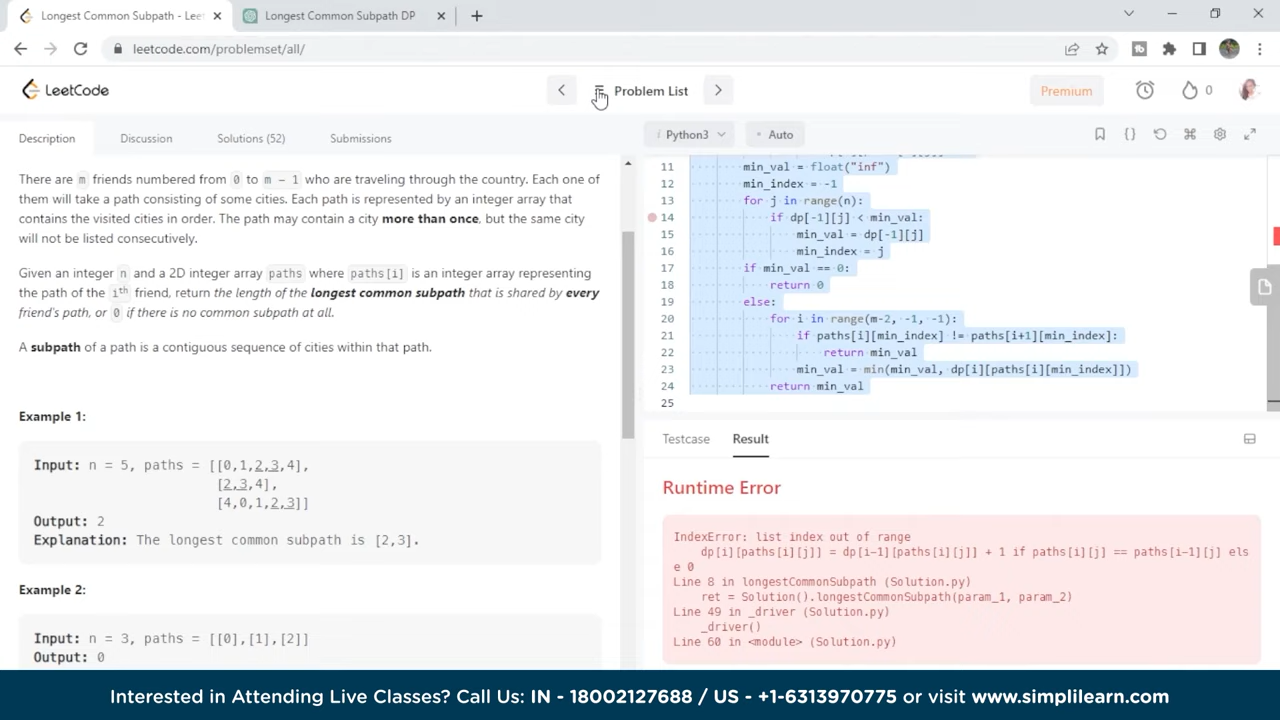 Longest Common Subpath - Leet
Longest Common Subpath DP
leetcode.com/problemset/all/
LeetCode
Problem List
Premium
0
Description
Discussion
Solutions (52)
Submissions
Python3
Auto
There are m friends numbered from 0 to m - 1 who are traveling through the country. Each one of
them will take a path consisting of some cities. Each path is represented by an integer array that
contains the visited cities in order. The path may contain a city more than once, but the same city
will not be listed consecutively.
Given an integer n and a 2D integer array paths where paths[i] is an integer array representing
the path of the ith friend, return the length of the longest common subpath that is shared by every
friend's path, or 0 if there is no common subpath at all.
A subpath of a path is a contiguous sequence of cities within that path.
Example 1:
Input: n = 5, paths = [[0,1,2,3,4],
[2,3,4],
[4,0,1,2,3]]
Output: 2
Explanation: The longest common subpath is [2,3].
Example 2:
Input: n = 3, paths = [[0],[1],[2]]
Output: 0
11 min_val = float("inf")
12 min_index = -1
13 for j in range(n):
14 if dp[-1][j] < min_val:
15 min_val = dp[-1][j]
16 min_index = j
17 if min_val == 0:
18 return 0
19 else:
20 for i in range(m-2, -1, -1):
21 if paths[i][min_index] != paths[i+1][min_index]:
22 return min_val
23 min_val = min(min_val, dp[i][paths[i][min_index]])
24 return min_val
25
Testcase
Result
Runtime Error
IndexError: list index out of range
dp[i][paths[i][j]] = dp[i-1][paths[i][j]] + 1 if paths[i][j] == paths[i-1][j] els
e 0
Line 8 in longestCommonSubpath (Solution.py)
ret = Solution().longestCommonSubpath(param_1, param_2)
Line 49 in _driver (Solution.py)
_driver()
Line 60 in <module> (Solution.py)
Interested in Attending Live Classes? Call Us: IN - 18002127688 / US - +1-6313970775 or visit www.simplilearn.com